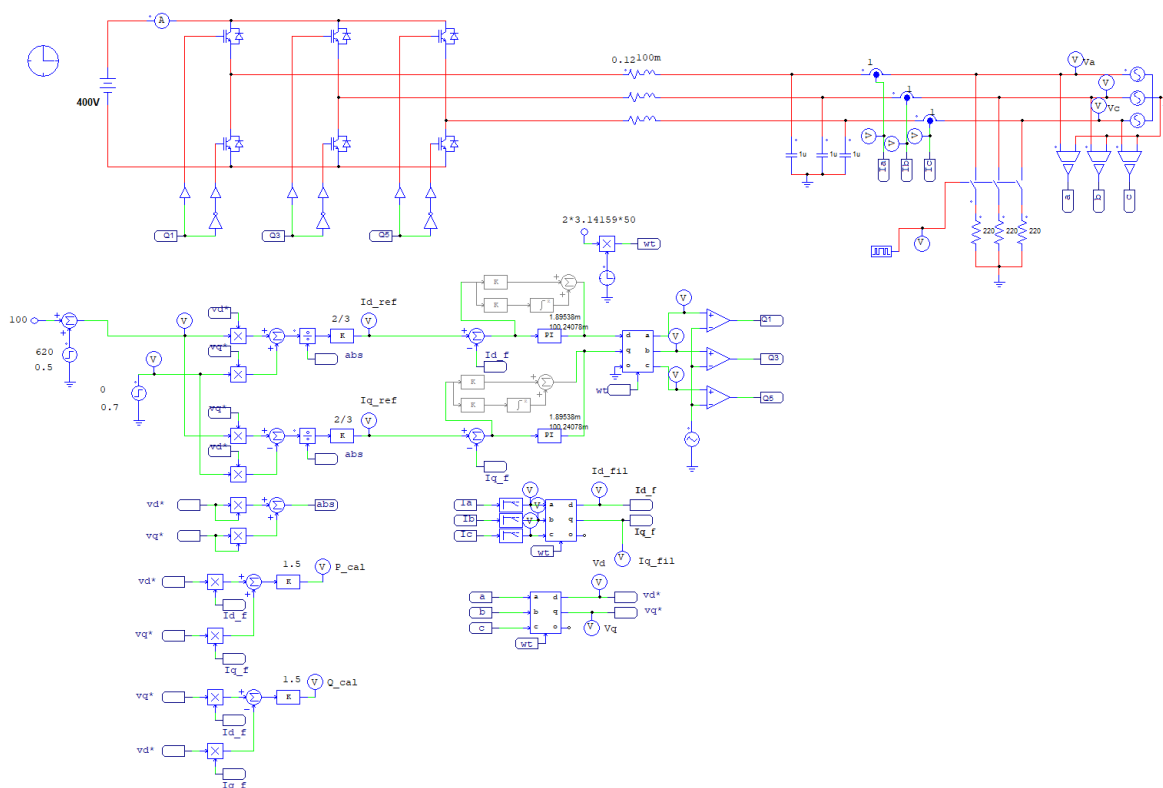 A
400V
0.12
100m
1
1
1
V
Va
V
V
Vc
V
V
V
1u
1u
1u
Ia
Ib
Ic
a
b
c
Q1
Q3
Q5
220
220
220
V
2*3.14159*50
wt
100
620
0.5
0
0.7
V
V
vd*
vq*
2/3
K
abs
Id_ref
V
K
K
1.89538m
100.24078m
PI
Id_f
vq*
vd*
2/3
K
abs
Iq_ref
V
K
K
1.89538m
100.24078m
PI
Iq_f
d a
q b
o c
wt
V
V
V
Q1
Q3
Q5
vd*
vq*
abs
Ia
Ib
Ic
V
V
V
a d
b q
c o
wt
Id_fil
V
Id_f
Iq_f
V
Iq_fil
vd*
Id_f
vq*
Iq_f
1.5
K
V
P_cal
a
b
c
a d
b q
c o
wt
Vd
V
vd*
vq*
V
Vq
vq*
Id_f
vd*
Iq_f
1.5
K
V
Q_cal